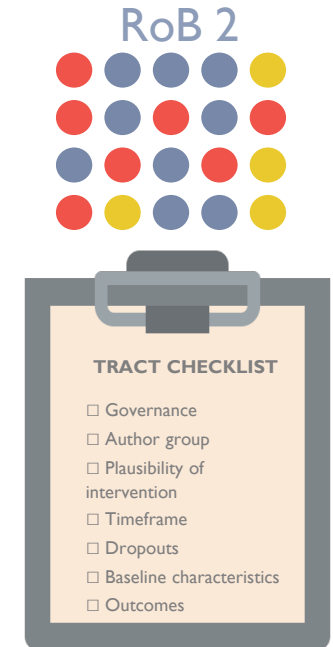 RoB 2
TRACT CHECKLIST
☐ Governance
☐ Author group
☐ Plausibility of
intervention
☐ Timeframe
☐ Dropouts
☐ Baseline characteristics
☐ Outcomes